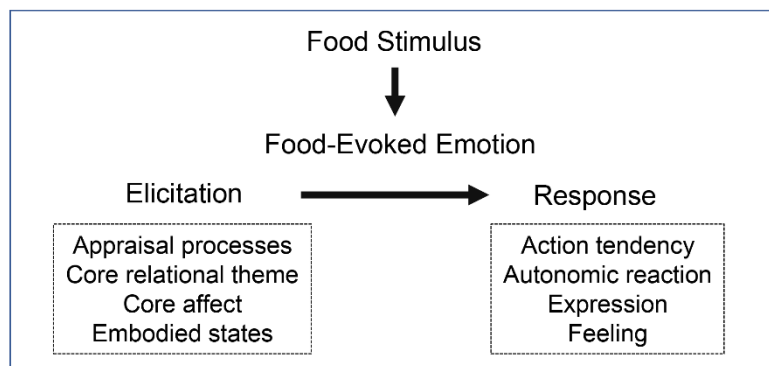 Food Stimulus
Food-Evoked Emotion
Elicitation
Response
Appraisal processes
Core relational theme
Core affect
Embodied states
Action tendency
Autonomic reaction
Expression
Feeling